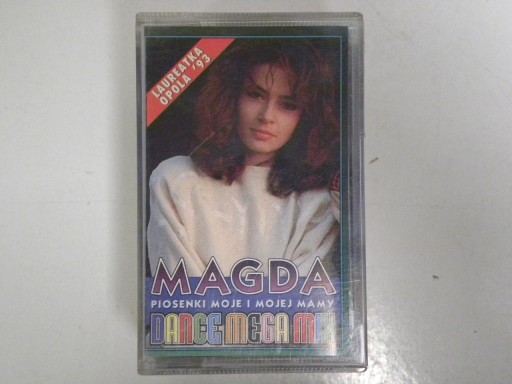 LAUREATKA
OPOLA '93
MAGDA
PIOSENKI MOJE I MOJEJ MAMY
DANCE MEGA MIX